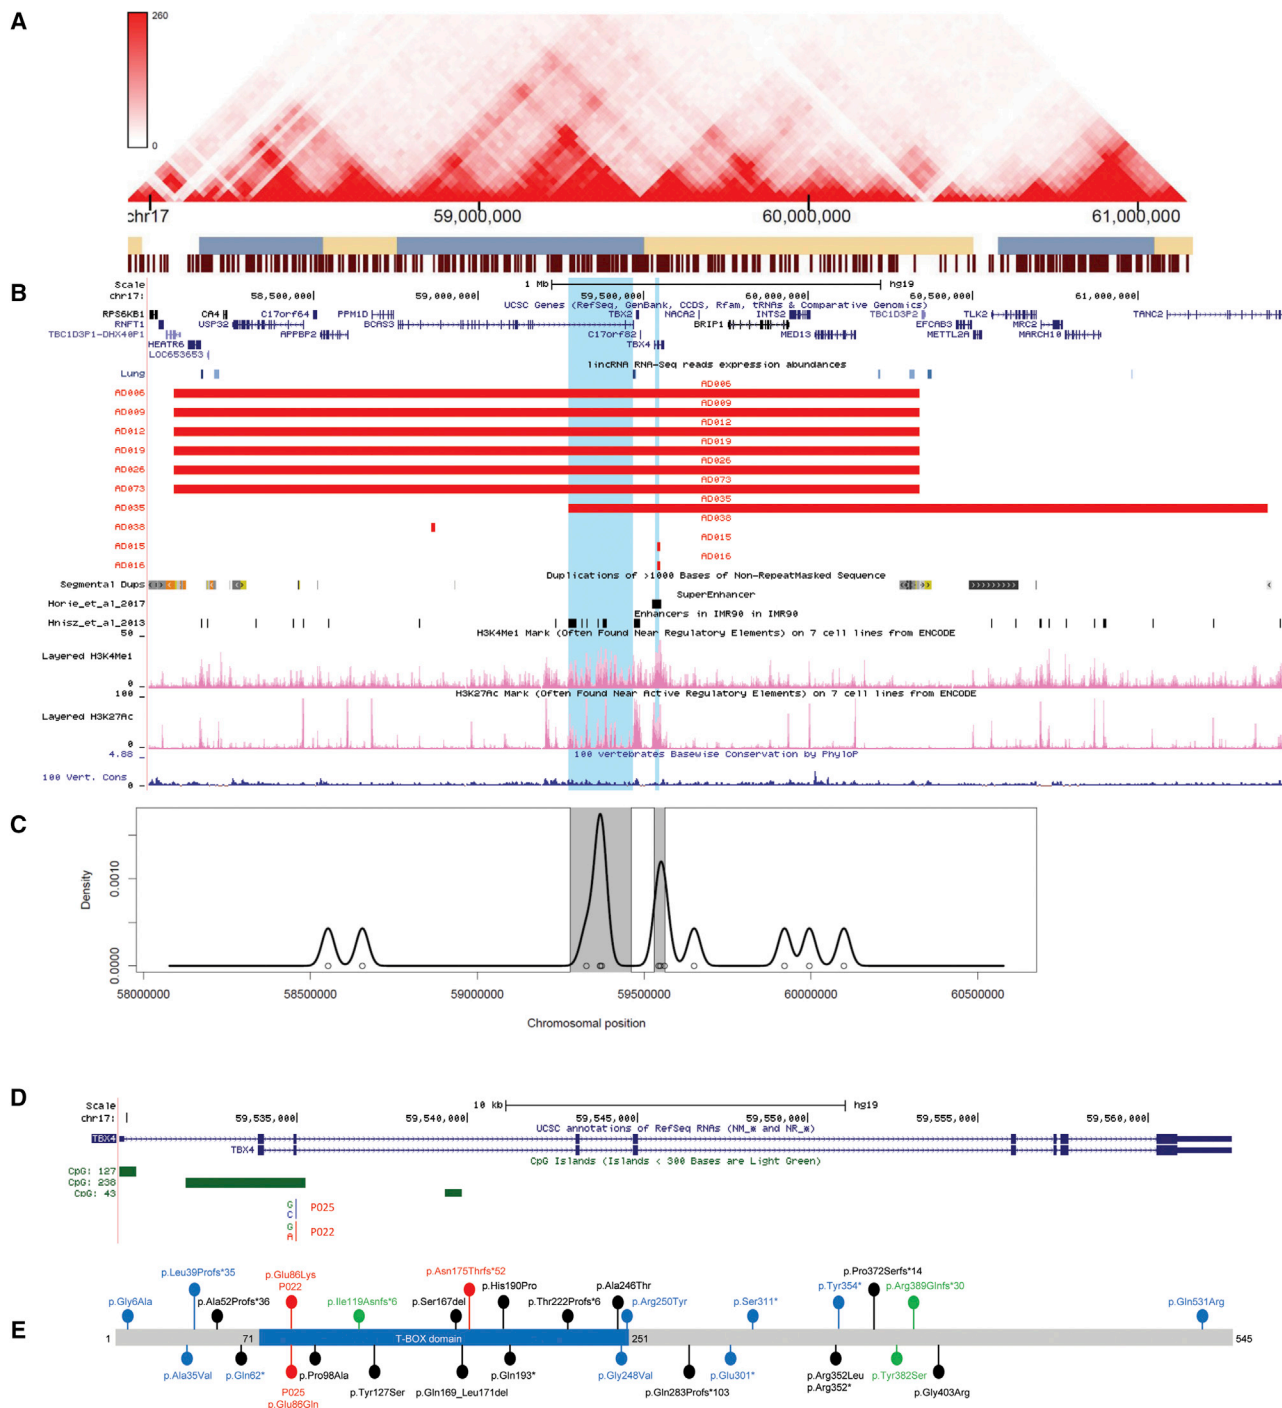 A
260
0
chr17
59,000,000
60,000,000
61,000,000
B
Scale
1 Mb
hg19
chr17:
58,500,000
59,000,000
59,500,000
60,000,000
60,500,000
61,000,000
UCSC Genes (RefSeq, GenBank, CCDS, Rfam, tRNAs & Comparative Genomics)
RPS6KB1
CA4
C17orf64
PPM1D
TBX2
NACA2
INTS2
TBC1D3P2
TLK2
TANC2
RNFT1
USP32
BCAS3
BRIP1
EFCAB3
MRC2
TBC1D3P1-DHX40P1
APPBP2
C17orf82
MED13
METTL2A
MARCH10
HEATR6
TBX4
LOC653653
lincRNA RNA-Seq reads expression abundances
Lung
AD006
AD006
AD009
AD009
AD012
AD012
AD019
AD019
AD026
AD026
AD073
AD073
AD035
AD035
AD038
AD038
AD015
AD015
AD016
AD016
Duplications of >1000 Bases of Non-RepeatMasked Sequence
Segmental Dups
SuperEnhancer
Horie_et_al_2017
Enhancers in IMR90 in IMR90
Hnisz_et_al_2013
50
H3K4Me1 Mark (Often Found Near Regulatory Elements) on 7 cell lines from ENCODE
Layered H3K4Me1
0
100
H3K27Ac Mark (Often Found Near Active Regulatory Elements) on 7 cell lines from ENCODE
Layered H3K27Ac
0
4.88
100 vertebrates Basewise Conservation by PhyloP
100 Vert. Cons
0
C
Density
0.0000
0.0010
58000000
58500000
59000000
59500000
60000000
60500000
Chromosomal position
D
Scale
10 kb
hg19
chr17:
59,535,000
59,540,000
59,545,000
59,550,000
59,555,000
59,560,000
UCSC annotations of RefSeq RNAs (NM_* and NR_*)
TBX4
TBX4
CpG Islands (Islands < 300 Bases are Light Green)
CpG: 127
CpG: 238
CpG: 43
G
C
P025
G
A
P022
E
p.Leu39Profs*35
p.Glu86Lys
P022
p.Asn175Thrfs*52
p.Pro372Serfs*14
p.His190Pro
p.Ala246Thr
p.Tyr354*
p.Arg389Glnfs*30
p.Gly6Ala
p.Ala52Profs*36
p.Ile119Asnfs*6
p.Ser167del
p.Thr222Profs*6
p.Arg250Tyr
p.Ser311*
p.Gln531Arg
1
71
T-BOX domain
251
545
p.Ala35Val
p.Gln62*
p.Pro98Ala
p.Gln193*
p.Gly248Val
p.Glu301*
p.Arg352Leu
p.Arg352*
p.Tyr382Ser
P025
p.Glu86Gln
p.Tyr127Ser
p.Gln169_Leu171del
p.Gln283Profs*103
p.Gly403Arg